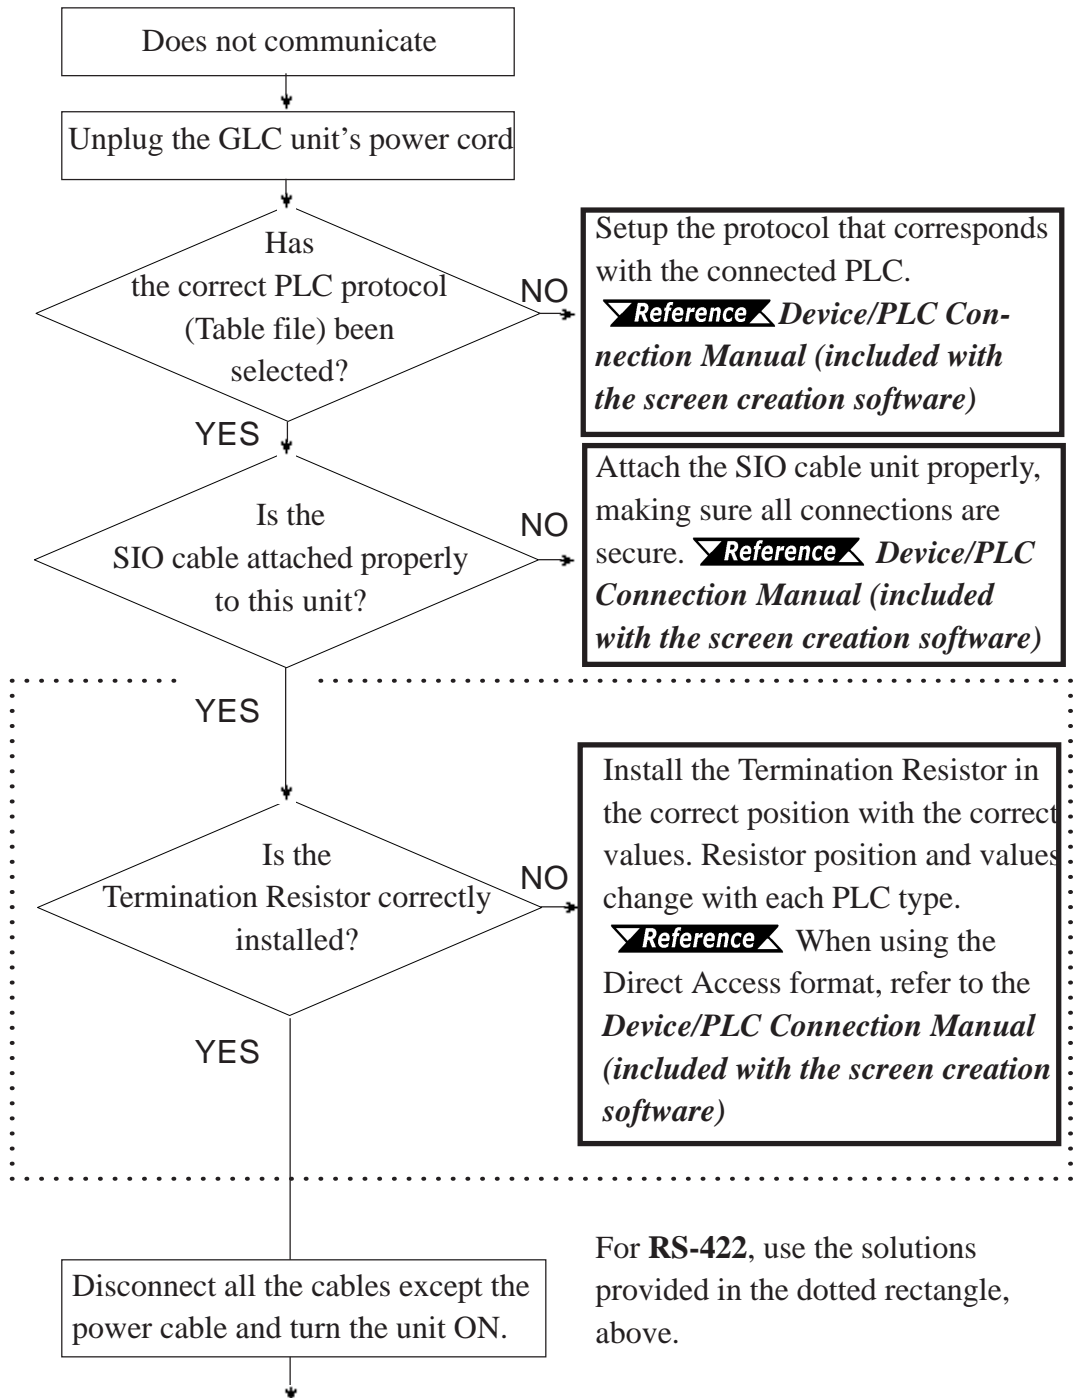 Does not communicate
Unplug the GLC unit's power cord
Has
the correct PLC protocol
(Table file) been
selected?
NO
Setup the protocol that corresponds
with the connected PLC.
Reference Device/PLC Con-
nection Manual (included with
the screen creation software)
YES
Is the
SIO cable attached properly
to this unit?
NO
Attach the SIO cable unit properly,
making sure all connections are
secure. Reference Device/PLC
Connection Manual (included
with the screen creation software)
YES
Is the
Termination Resistor correctly
installed?
NO
Install the Termination Resistor in
the correct position with the correct
values. Resistor position and values
change with each PLC type.
Reference When using the
Direct Access format, refer to the
Device/PLC Connection Manual
(included with the screen creation
software)
YES
Disconnect all the cables except the
power cable and turn the unit ON.
For RS-422, use the solutions
provided in the dotted rectangle,
above.